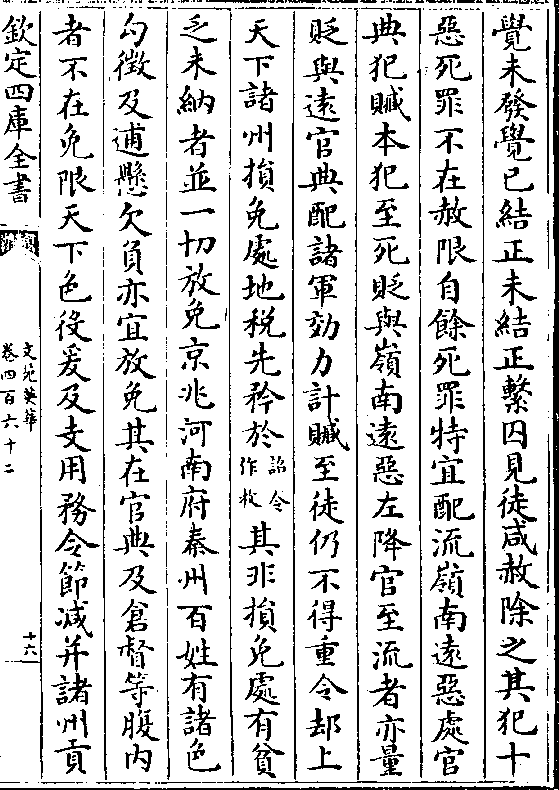 覺未發覺已結正未結正繫囚見徒咸赦除之其犯十
惡死罪不在赦限自餘死罪特宜配流嶺南遠惡處官
典犯贓本犯至死貶與嶺南遠惡左降官至流者亦量
貶與遠官典配諸軍効力計贓至徒仍不得重令却上
天下諸州損免處地稅先矜於詔令作放其非損免處有貧
乏未納者並一切放免京兆河南府秦州百姓有諸色
勾徵及逋懸欠負亦宜放免其在官典及倉督等腹內
者不在免限天下色役爰及支用務令節减并諸州貢
欽定四庫全書
文苑英華
卷四百六十二
十六